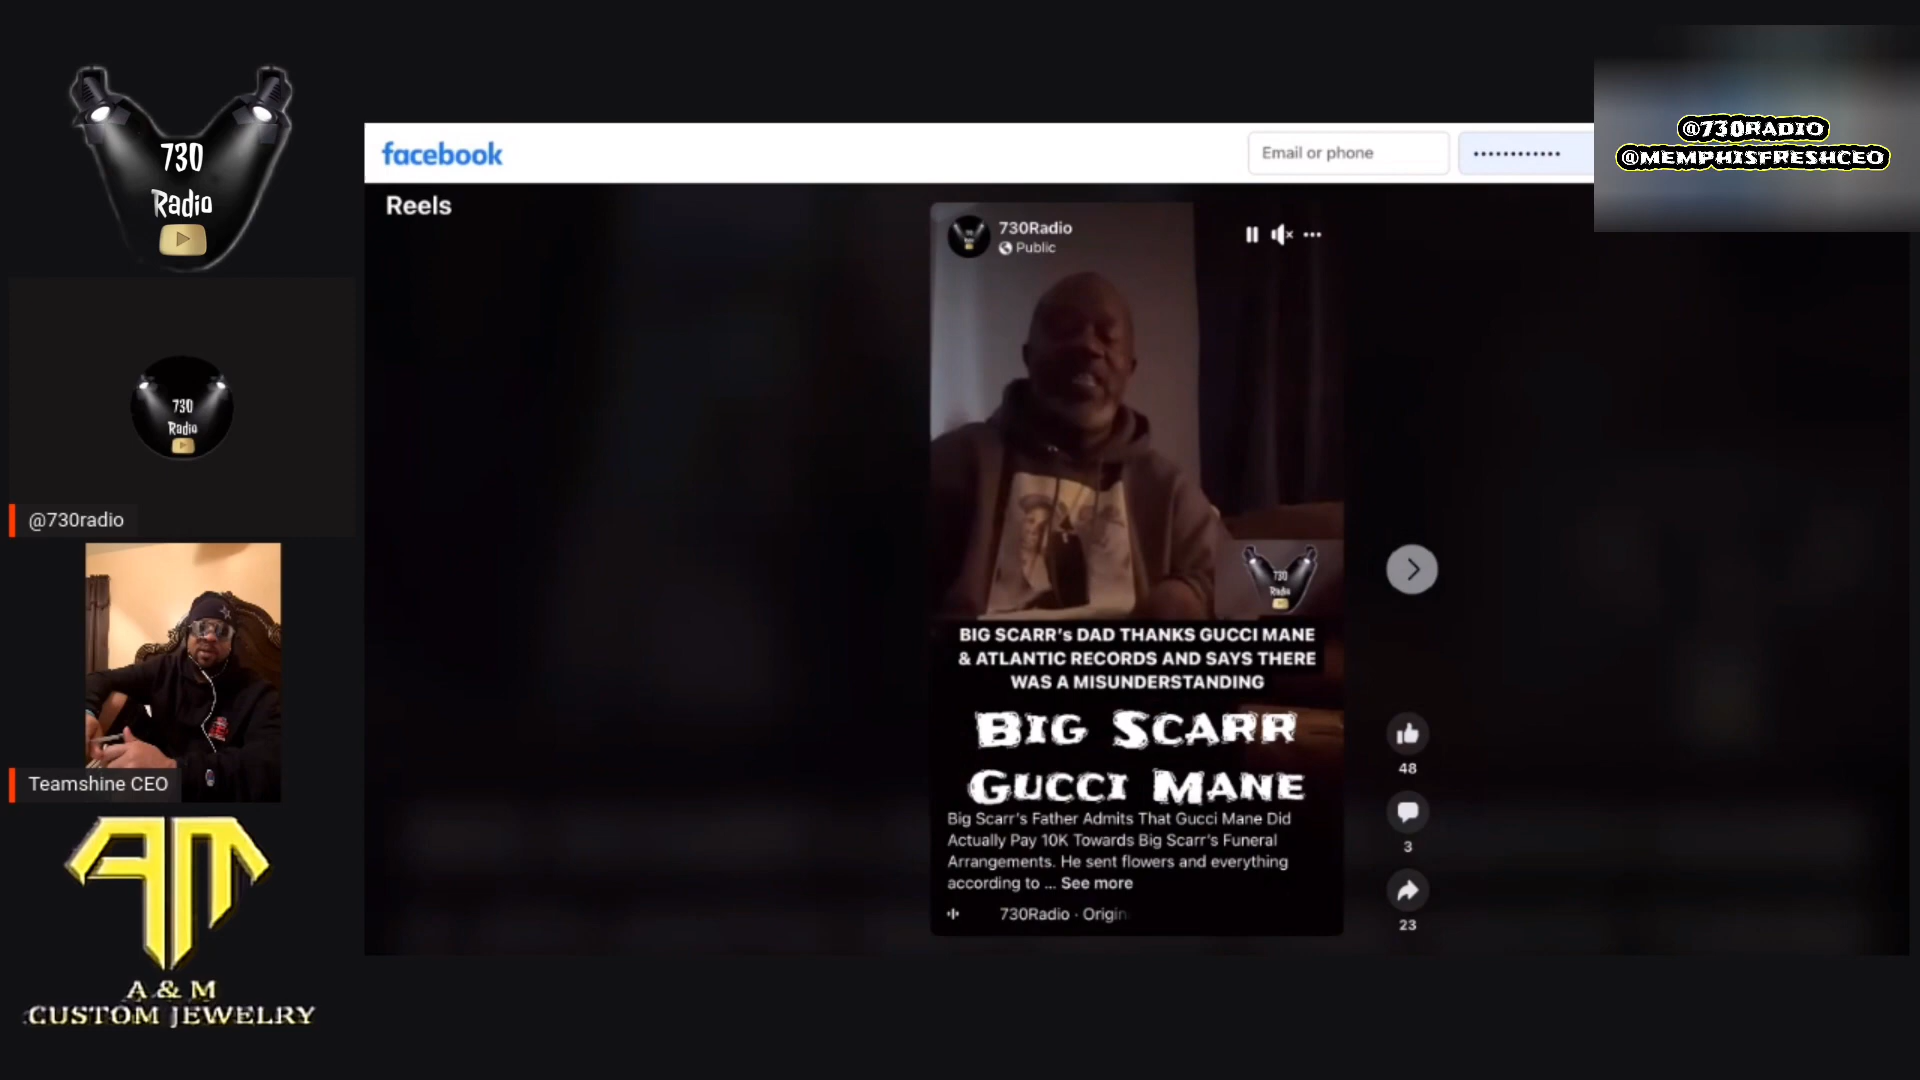 730
Radio
730
Radio
@730radio
Teamshine CEO
A & M
CUSTOM JEWELRY
facebook
Email or phone
••••••••••••
Reels
730Radio
Public
730
Radio
BIG SCARR's DAD THANKS GUCCI MANE
& ATLANTIC RECORDS AND SAYS THERE
WAS A MISUNDERSTANDING
BIG SCARR
GUCCI MANE
Big Scarr's Father Admits That Gucci Mane Did
Actually Pay 10K Towards Big Scarr's Funeral
Arrangements. He sent flowers and everything
according to ... See more
730Radio · Origin
48
3
23
@730RADIO
@MEMPHISFRESHCEO